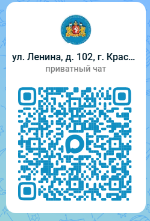 ул. Ленина, д. 102, г. Крас...
приватный чат